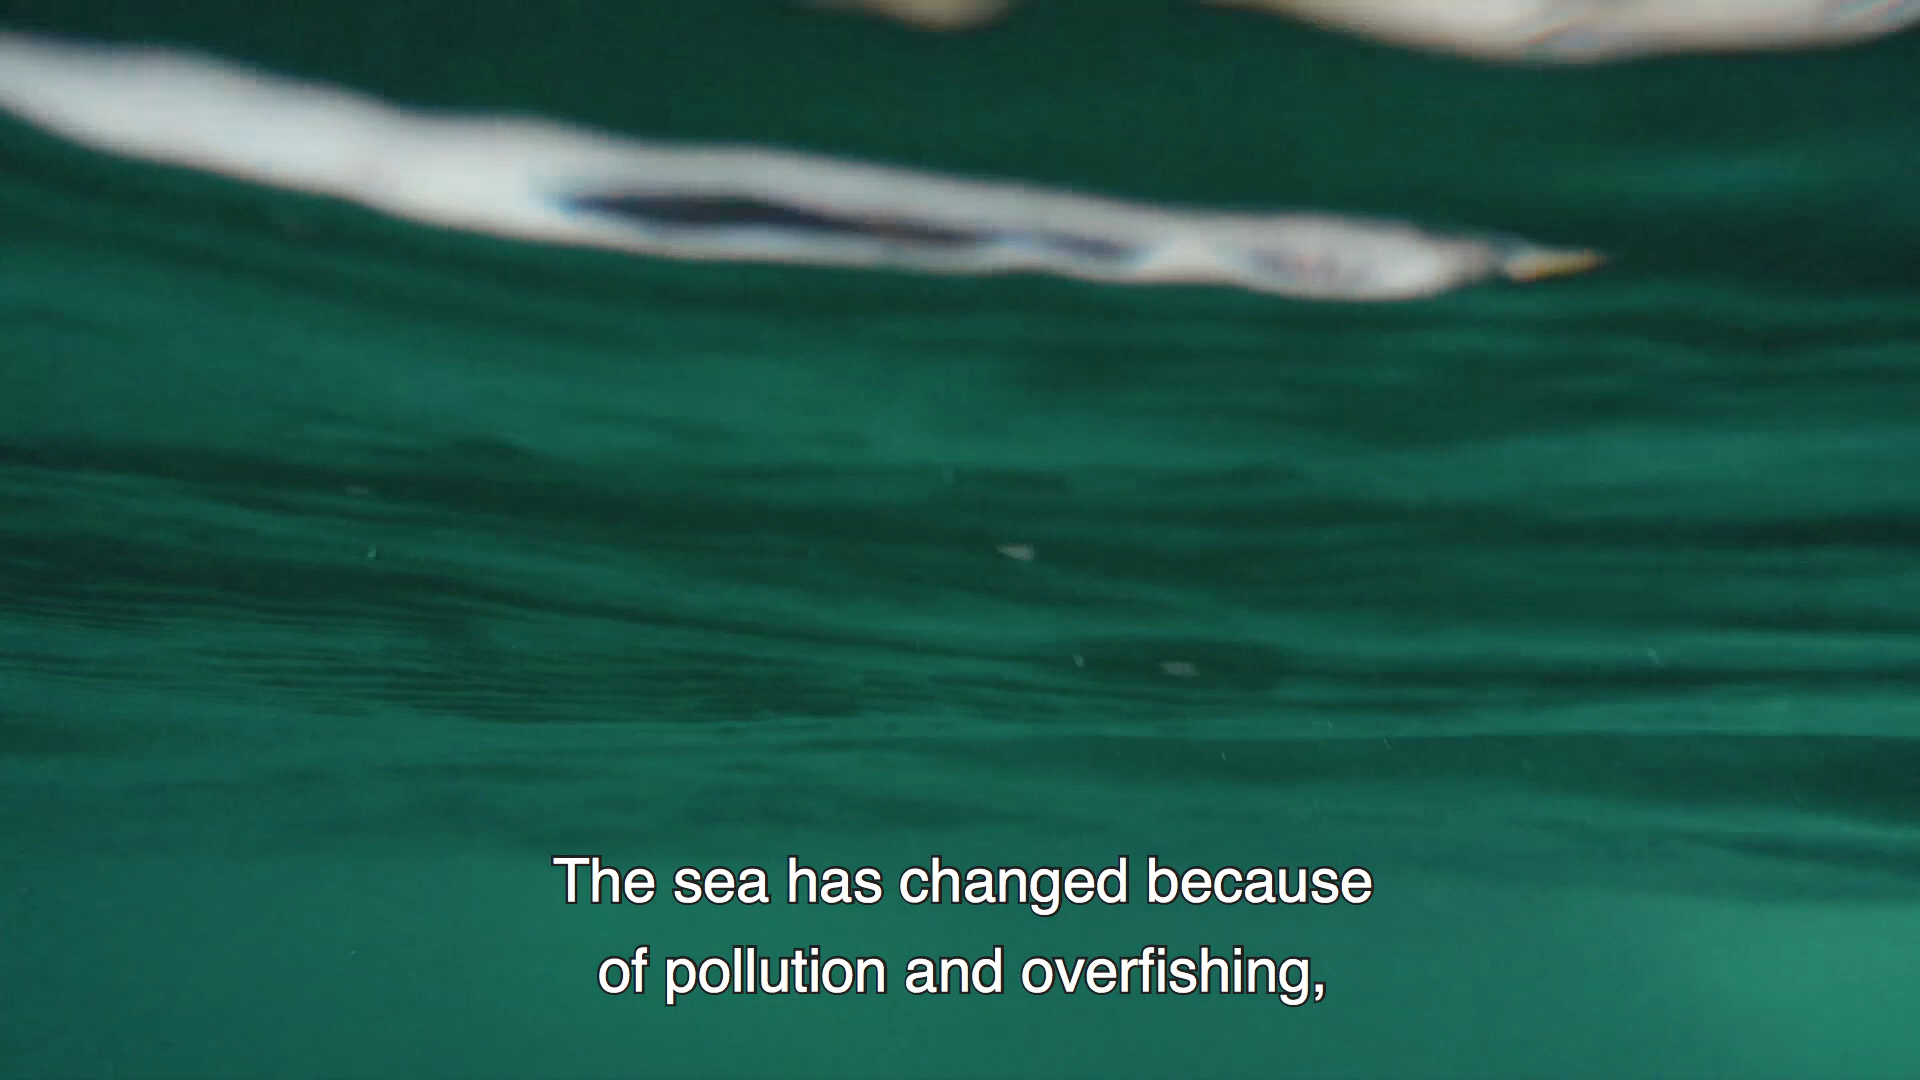 The sea has changed because
of pollution and overfishing,